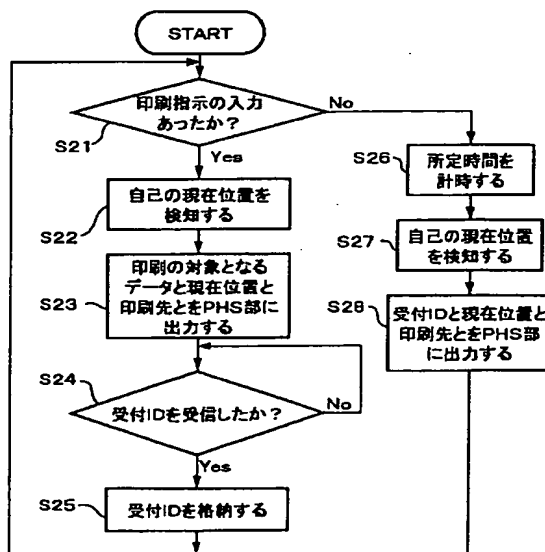 START
印刷指示の入力
あったか?
No
S21
Yes
自己の現在位置を
検知する
S22
印刷の対象となる
データと現在位置と
印刷先とをPHS部に
出力する
S23
S24
受付IDを受信したか?
No
Yes
S25
受付IDを格納する
S26
所定時間を
計時する
S27
自己の現在位置
を検知する
S28
受付IDと現在位置と
印刷先とをPHS部
に出力する